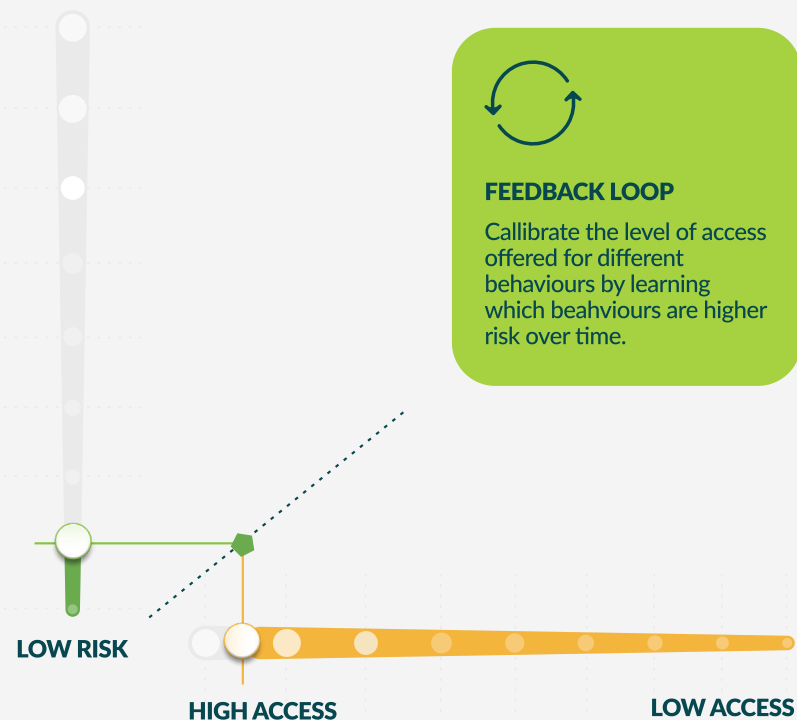 FEEDBACK LOOP
Callibrate the level of access
offered for different
behaviours by learning
which beahviours are higher
risk over time.
LOW RISK
HIGH ACCESS
LOW ACCESS